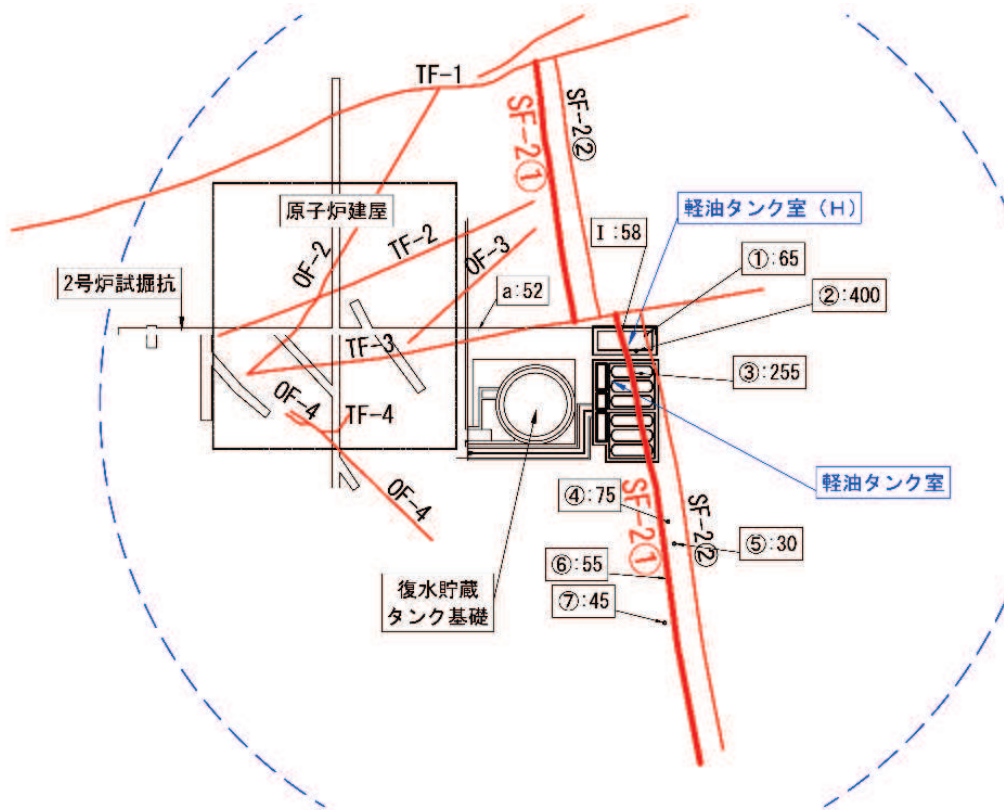 TF-1
SF-2①
SF-2②
原子炉建屋
OF-2
TF-2
OF-3
軽油タンク室(H)
I:58
①:65
②:400
2号炉試掘坑
a:52
TF-3
③:255
OF-4
TF-4
軽油タンク室
OF-4
④:75
SF-2①
SF-2②
⑤:30
⑥:55
⑦:45
復水貯蔵
タンク基礎